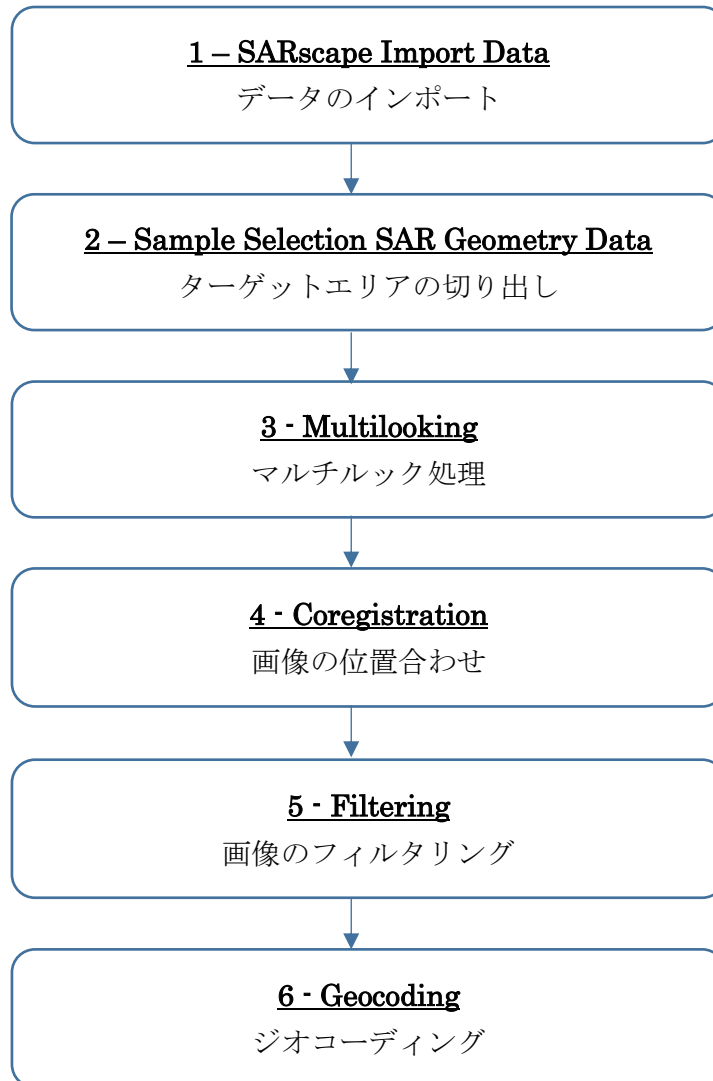 1 – SARscape Import Data
データのインポート
2 – Sample Selection SAR Geometry Data
ターゲットエリアの切り出し
3 - Multilooking
マルチルック処理
4 - Coregistration
画像の位置合わせ
5 - Filtering
画像のフィルタリング
6 - Geocoding
ジオコーディング